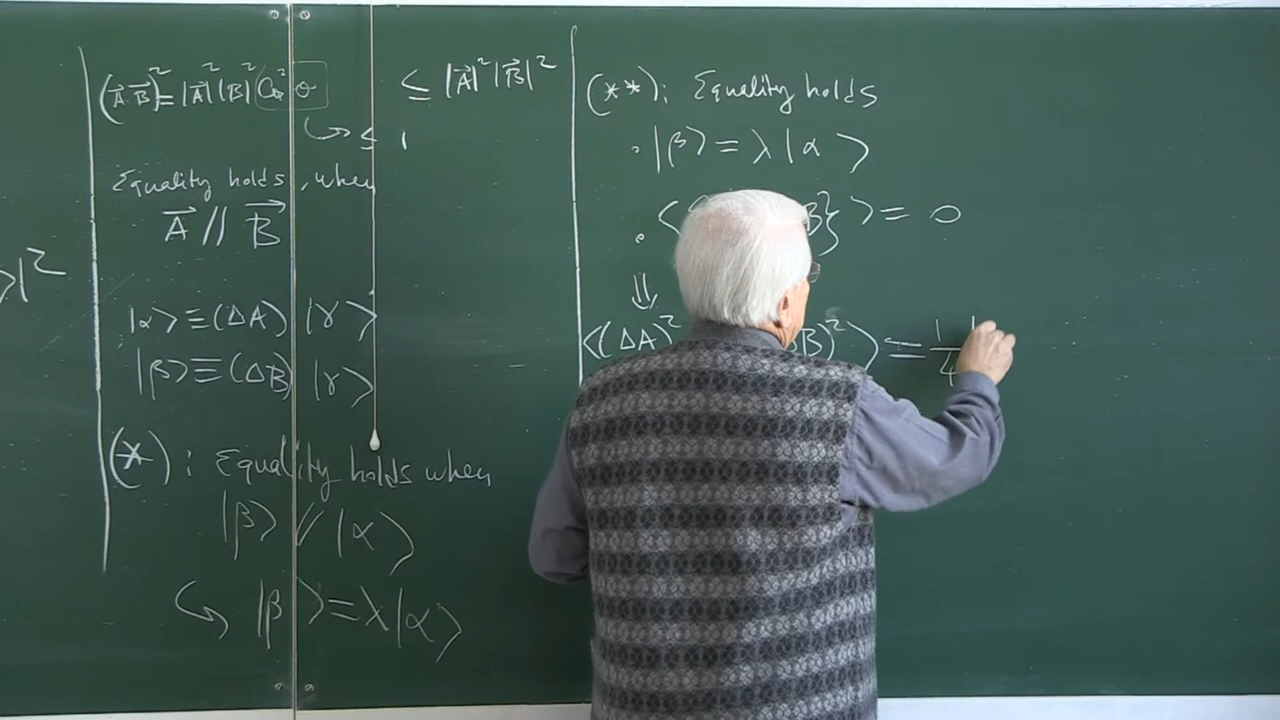 >|²
(A⃗·B⃗)² = |A⃗|²|B⃗|² Cos²θ ≤ |A⃗|²|B⃗|²
↪ ≤ 1
Equality holds, when
A⃗ // B⃗
|α> ≡ (ΔA) |γ>
|β> ≡ (ΔB) |γ>
(*): Equality holds when
|β> // |α>
↪ |β> = λ|α>
(**): Equality holds
· |β> = λ|α>
· <{ B}> = 0
⇓
<(ΔA)² B)²> = 1/4 |